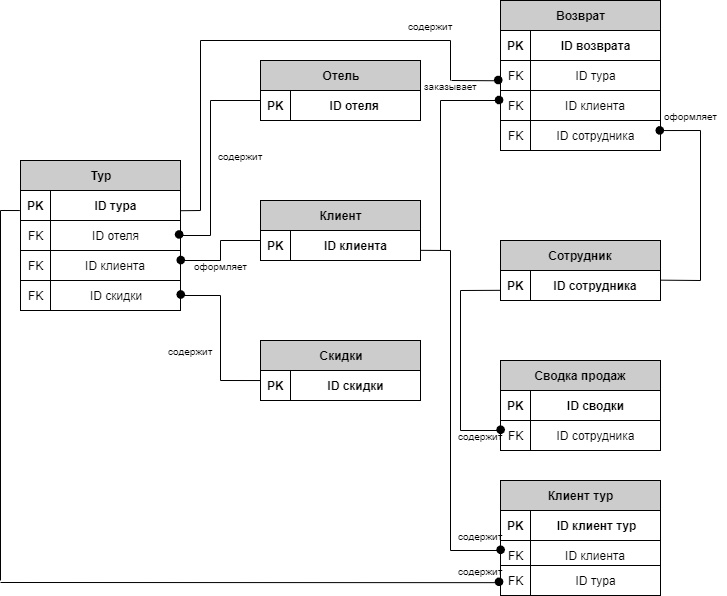 содержит
Возврат
PK ID возврата
FK ID тура
FK ID клиента
FK ID сотрудника
Отель
PK ID отеля
заказывает
оформляет
содержит
Тур
PK ID тура
FK ID отеля
FK ID клиента
FK ID скидки
Клиент
PK ID клиента
оформляет
Сотрудник
PK ID сотрудника
содержит
Скидки
PK ID скидки
Сводка продаж
PK ID сводки
FK ID сотрудника
содержит
Клиент тур
PK ID клиент тур
FK ID клиента
FK ID тура
содержит
содержит